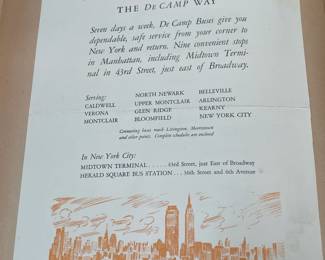 THE DE CAMP WAY
Seven days a week, De Camp Buses give you
dependable, safe service from your corner to
New York and return. Nine convenient stops
in Manhattan, including Midtown Termi-
nal in 43rd Street, just east of Broadway.
Serving:
CALDWELL
VERONA
MONTCLAIR
NORTH NEWARK
UPPER MONTCLAIR
GLEN RIDGE
BLOOMFIELD
BELLEVILLE
ARLINGTON
KEARNY
NEW YORK CITY
Connecting buses reach Livingston, Morristown
and other points. Complete schedules are enclosed
In New York City:
MIDTOWN TERMINAL ...... 43rd Street, just East of Broadway
HERALD SQUARE BUS STATION ... 36th Street and 6th Avenue